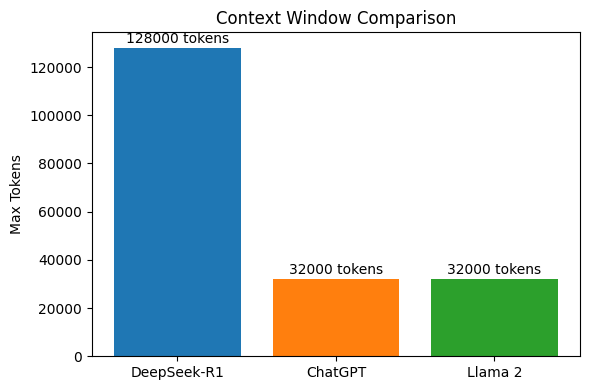 Context Window Comparison
128000 tokens
32000 tokens
32000 tokens
Max Tokens
120000
100000
80000
60000
40000
20000
0
DeepSeek-R1
ChatGPT
Llama 2